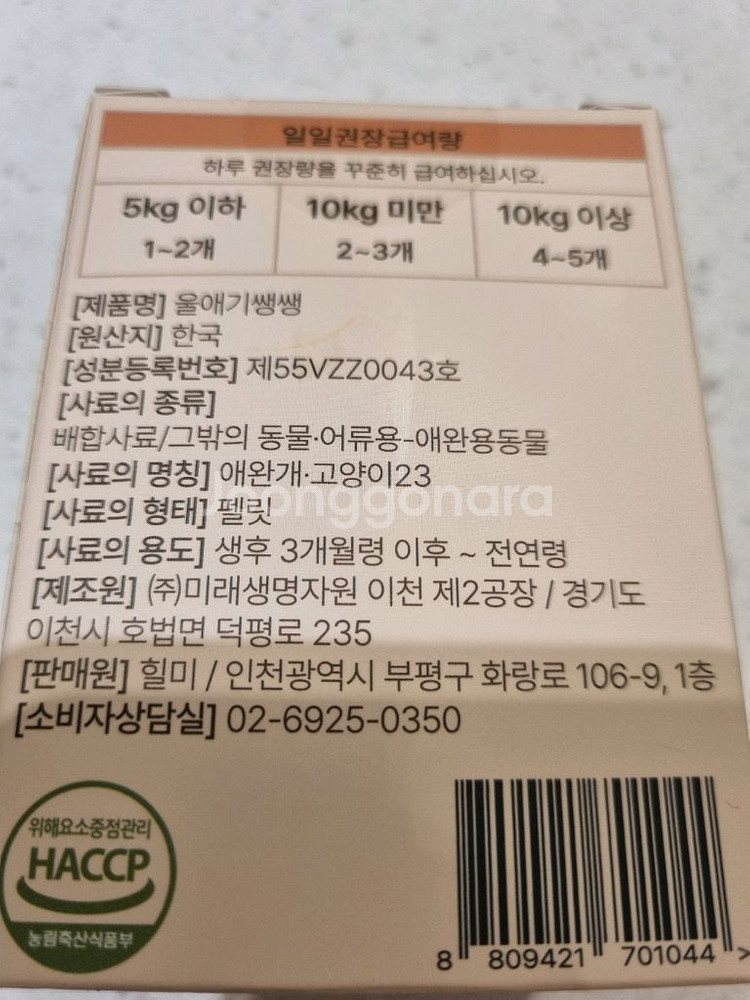 일일권장급여량
하루 권장량을 꾸준히 급여하십시오.
5kg 이하 10kg 미만 10kg 이상
1~2개 2~3개 4~5개
[제품명] 울애기쌩쌩
[원산지] 한국
[성분등록번호] 제55VZZ0043호
[사료의 종류]
배합사료/그밖의 동물·어류용-애완용동물
[사료의 명칭] 애완개·고양이23
[사료의 형태] 펠릿
Joonggonara
[사료의 용도] 생후 3개월령 이후 ~ 전연령
[제조원] (주)미래생명자원 이천 제2공장 / 경기도
이천시 호법면 덕평로 235
[판매원] 힐미 / 인천광역시 부평구 화랑로 106-9, 1층
[소비자상담실] 02-6925-0350
위해요소중점관리
HACCP
농림축산식품부
8 809421 701044 >